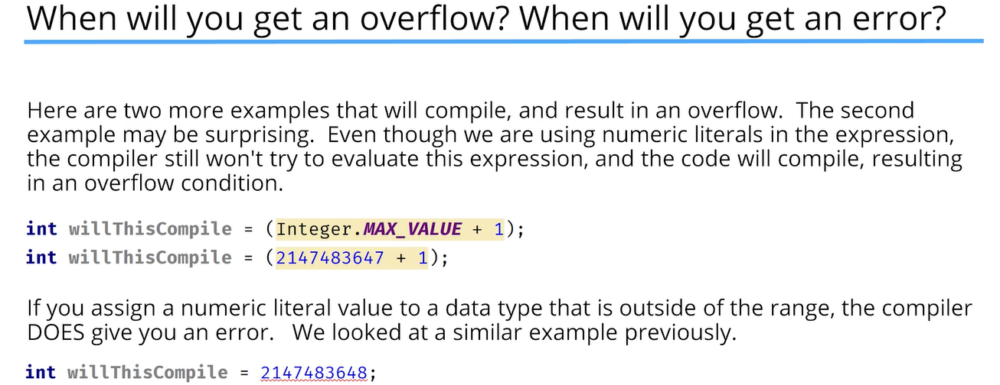 When will you get an overflow? When will you get an error?
Here are two more examples that will compile, and result in an overflow.  The second
example may be surprising.  Even though we are using numeric literals in the expression,
the compiler still won't try to evaluate this expression, and the code will compile, resulting
in an overflow condition.
int willThisCompile = (Integer.MAX_VALUE + 1);
int willThisCompile = (2147483647 + 1);
If you assign a numeric literal value to a data type that is outside of the range, the compiler
DOES give you an error.   We looked at a similar example previously.
int willThisCompile = 2147483648;